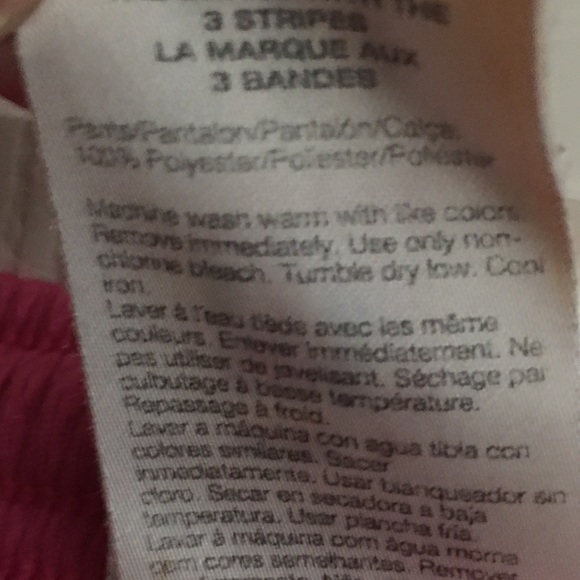 THE
3 STRIPES
LA MARQUE AUX
3 BANDES
Pants/Pantalon/Pantalón/Calça
100% Polyester/Poliester/Poliéster
Machine wash warm with like colors.
Remove immediately. Use only non-
chlorine bleach. Tumble dry low. Cool
iron.
Laver à l'eau tiède avec les même
couleurs. Enlever immédiatement. Ne
pas utiliser de javelisant. Séchage par
culbutage à basse température.
Repassage à froid.
Lavar a máquina con agua tibia con
colores similares. Sacar
inmediatamente. Usar blanqueador sin
cloro. Secar en secadora a baja
temperatura. Usar plancha fria.
Lavar à máquina com água morna
com cores semelhantes.